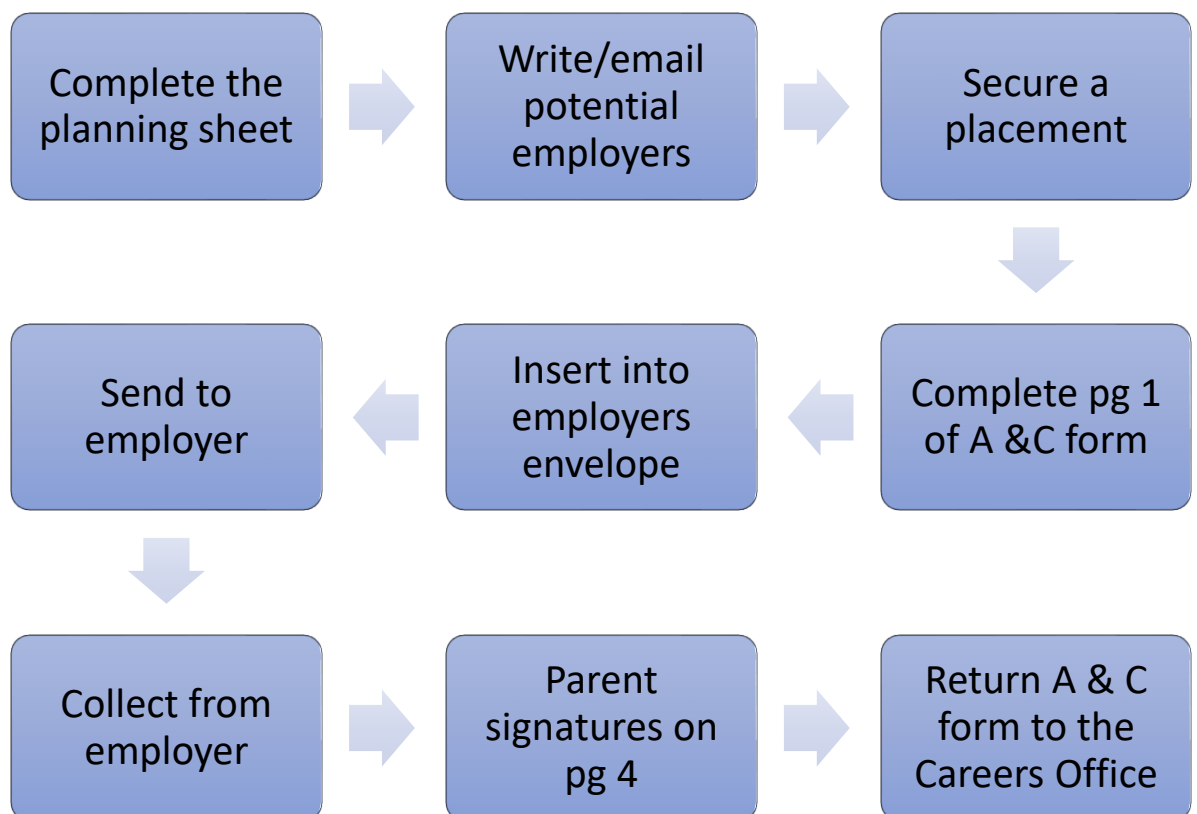 Complete the
planning sheet
Write/email
potential
employers
Secure a
placement
Complete pg 1
of A &C form
Insert into
employers
envelope
Send to
employer
Collect from
employer
Parent
signatures on
pg 4
Return A & C
form to the
Careers Office